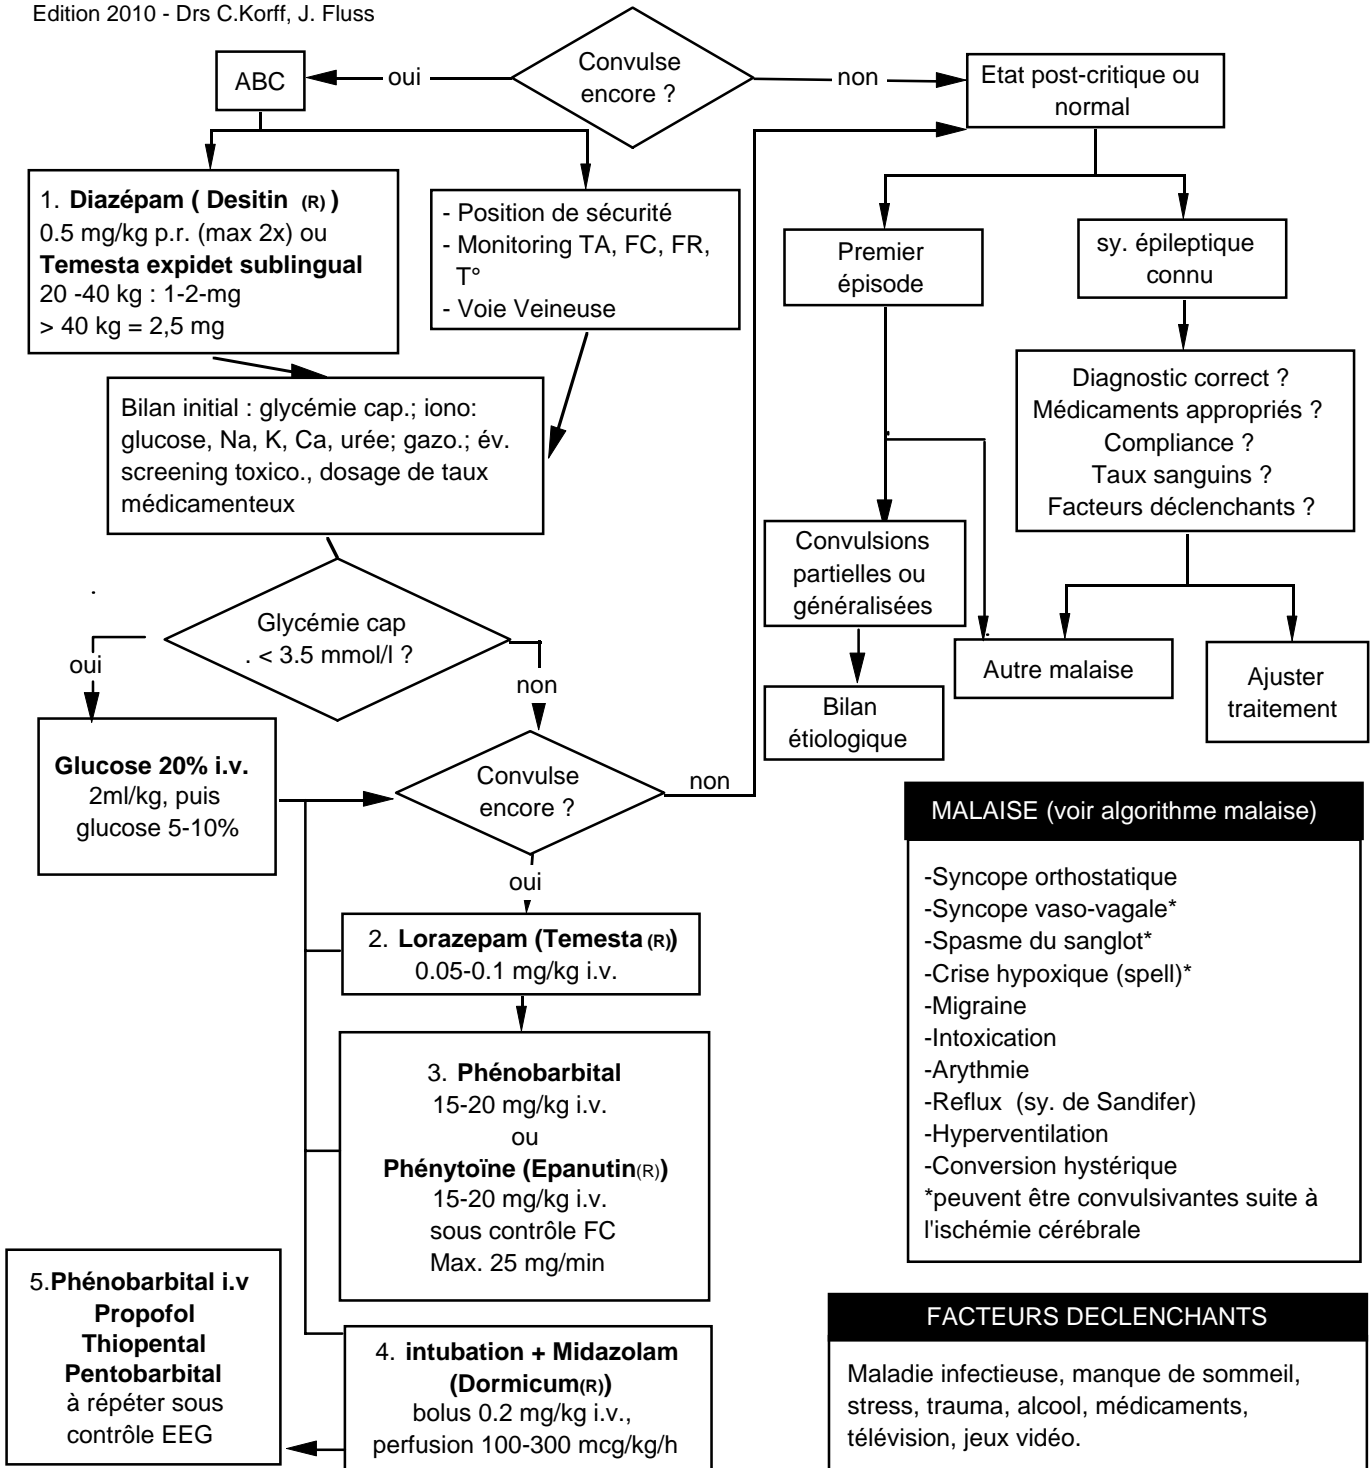 Edition 2010 - Drs C.Korff, J. Fluss
Convulse
encore ?
oui
non
ABC
Etat post-critique ou
normal
1. Diazépam ( Desitin (R) )
0.5 mg/kg p.r. (max 2x) ou
Temesta expidet sublingual
20 -40 kg : 1-2-mg
> 40 kg = 2,5 mg
- Position de sécurité
- Monitoring TA, FC, FR,
T°
- Voie Veineuse
Premier
épisode
sy. épileptique
connu
Bilan initial : glycémie cap.; iono:
glucose, Na, K, Ca, urée; gazo.; év.
screening toxico., dosage de taux
médicamenteux
Diagnostic correct ?
Médicaments appropriés ?
Compliance ?
Taux sanguins ?
Facteurs déclenchants ?
Convulsions
partielles ou
généralisées
Glycémie cap
. < 3.5 mmol/l ?
oui
non
Autre malaise
Ajuster
traitement
Bilan
étiologique
Glucose 20% i.v.
2ml/kg, puis
glucose 5-10%
Convulse
encore ?
non
oui
MALAISE (voir algorithme malaise)
-Syncope orthostatique
-Syncope vaso-vagale*
-Spasme du sanglot*
-Crise hypoxique (spell)*
-Migraine
-Intoxication
-Arythmie
-Reflux  (sy. de Sandifer)
-Hyperventilation
-Conversion hystérique
*peuvent être convulsivantes suite à
l'ischémie cérébrale
2. Lorazepam (Temesta (R))
0.05-0.1 mg/kg i.v.
3. Phénobarbital
15-20 mg/kg i.v.
ou
Phénytoïne (Epanutin(R))
15-20 mg/kg i.v.
sous contrôle FC
Max. 25 mg/min
4. intubation + Midazolam
(Dormicum(R))
bolus 0.2 mg/kg i.v.,
perfusion 100-300 mcg/kg/h
5.Phénobarbital i.v
Propofol
Thiopental
Pentobarbital
à répéter sous
contrôle EEG
FACTEURS DECLENCHANTS
Maladie infectieuse, manque de sommeil,
stress, trauma, alcool, médicaments,
télévision, jeux vidéo.